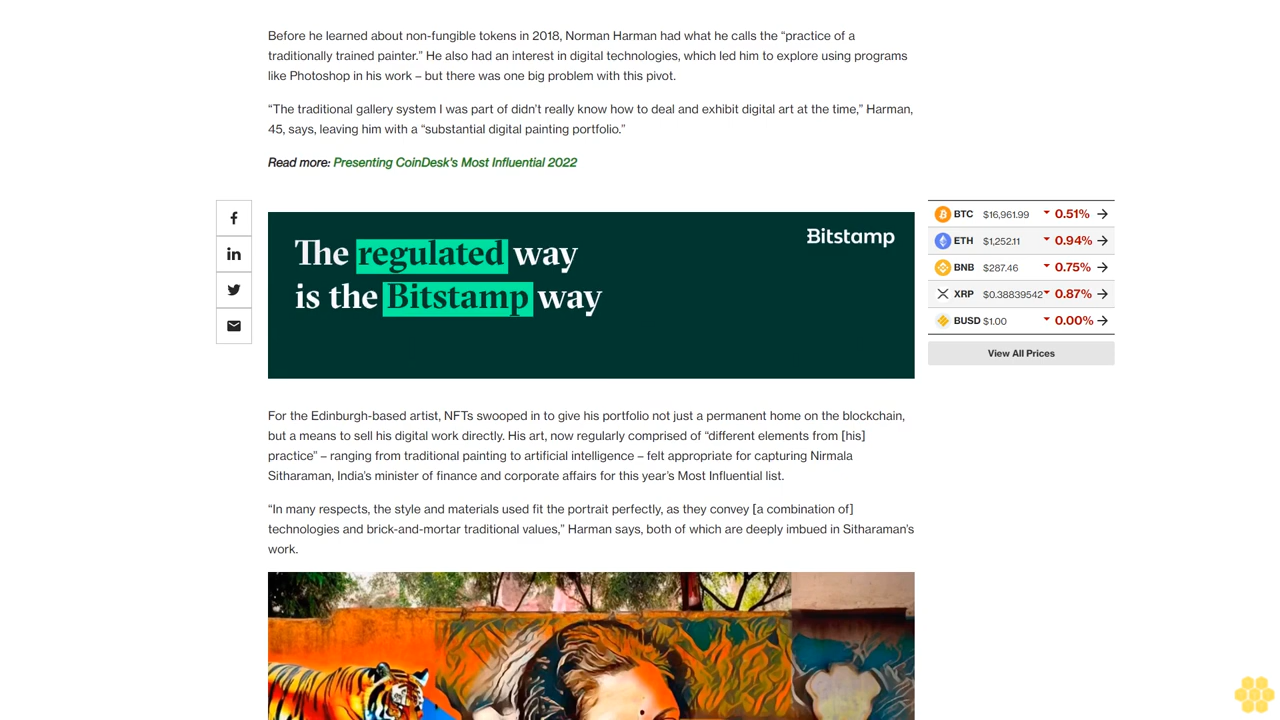 Before he learned about non-fungible tokens in 2018, Norman Harman had what he calls the “practice of a
traditionally trained painter.” He also had an interest in digital technologies, which led him to explore using programs
like Photoshop in his work – but there was one big problem with this pivot.
“The traditional gallery system I was part of didn’t really know how to deal and exhibit digital art at the time,” Harman,
45, says, leaving him with a “substantial digital painting portfolio.”
Read more: Presenting CoinDesk’s Most Influential 2022
The regulated way
is the Bitstamp way
Bitstamp
BTC $16,961.99 0.51%
ETH $1,252.11 0.94%
BNB $287.46 0.75%
XRP $0.38839542 0.87%
BUSD $1.00 0.00%
View All Prices
For the Edinburgh-based artist, NFTs swooped in to give his portfolio not just a permanent home on the blockchain,
but a means to sell his digital work directly. His art, now regularly comprised of “different elements from [his]
practice” – ranging from traditional painting to artificial intelligence – felt appropriate for capturing Nirmala
Sitharaman, India’s minister of finance and corporate affairs for this year’s Most Influential list.
“In many respects, the style and materials used fit the portrait perfectly, as they convey [a combination of]
technologies and brick-and-mortar traditional values,” Harman says, both of which are deeply imbued in Sitharaman’s
work.